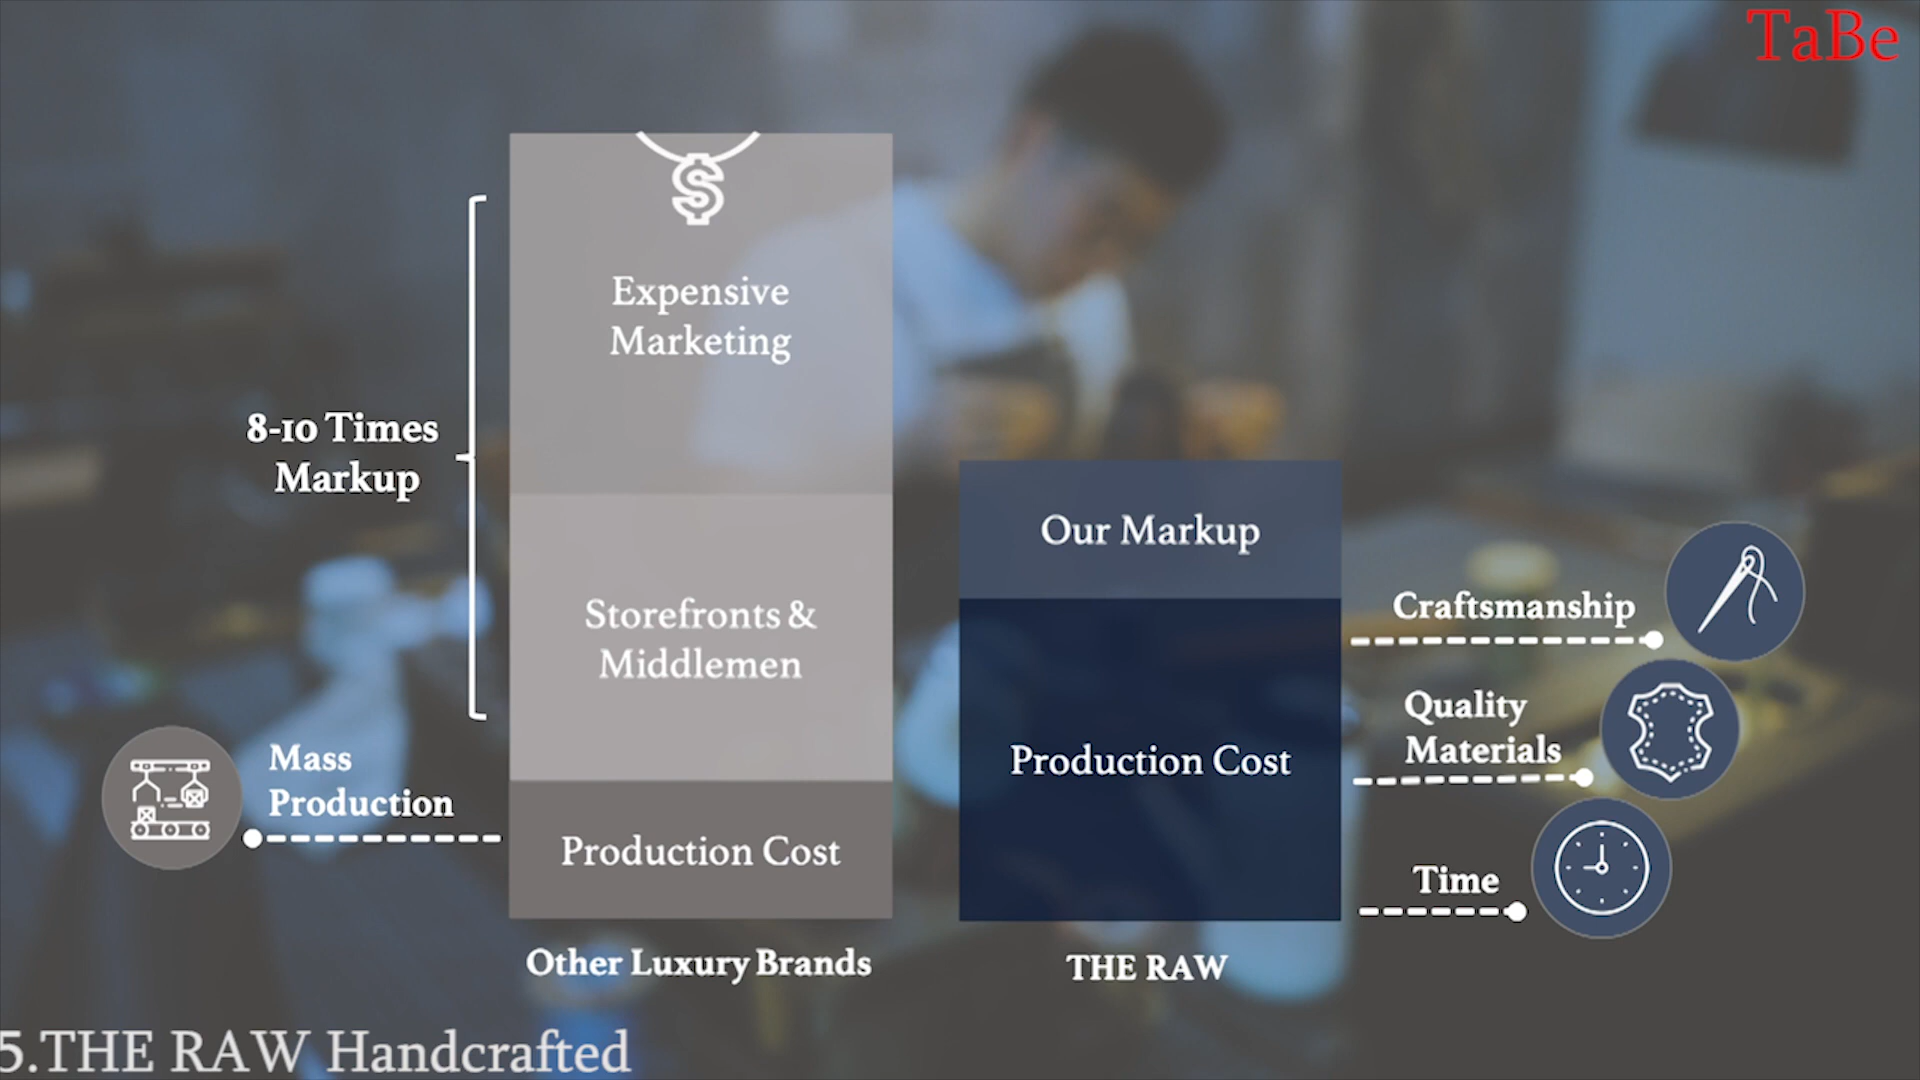 TaBe
Expensive
Marketing
8-10 Times
Markup
Storefronts &
Middlemen
Mass
Production
Production Cost
Other Luxury Brands
Our Markup
Production Cost
THE RAW
Craftsmanship
Quality
Materials
Time
5.THE RAW Handcrafted